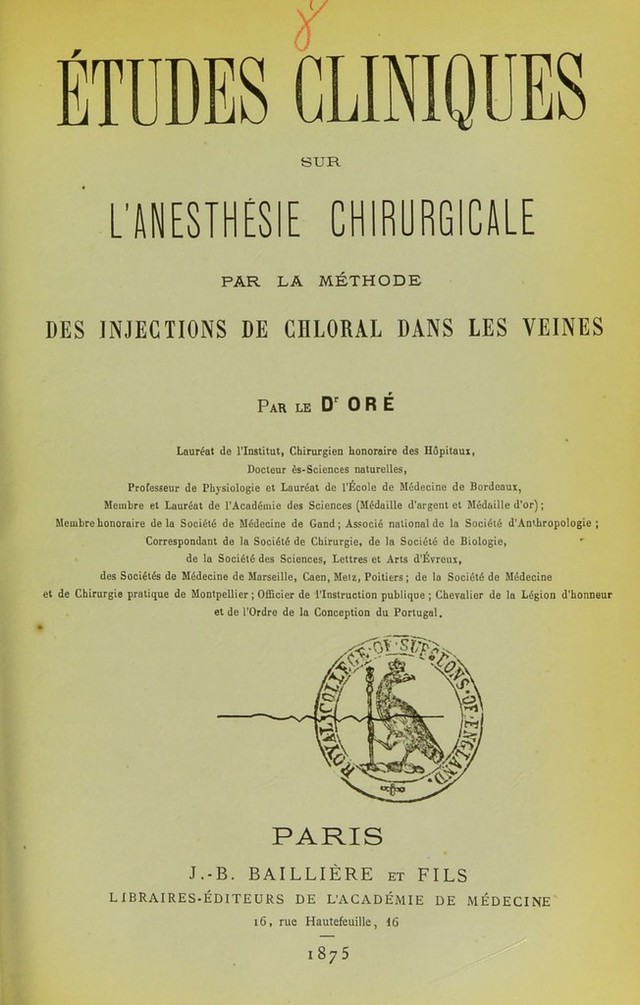 8
ÉTUDES CLINIQUES
SUR
L'ANESTHÉSIE CHIRURGICALE
PAR LA MÉTHODE
DES INJECTIONS DE CHLORAL DANS LES VEINES
PAR LE Dr ORÉ
Lauréat de l'Institut, Chirurgien honoraire des Hôpitaux,
Docteur ès-Sciences naturelles,
Professeur de Physiologie et Lauréat de l'École de Médecine de Bordeaux,
Membre et Lauréat de l'Académie des Sciences (Médaille d'argent et Médaille d'or) ;
Membre honoraire de la Société de Médecine de Gand ; Associé national de la Société d'Anthropologie ;
Correspondant de la Société de Chirurgie, de la Société de Biologie,
de la Société des Sciences, Lettres et Arts d'Évreux,
des Sociétés de Médecine de Marseille, Caen, Metz, Poitiers ; de la Société de Médecine
et de Chirurgie pratique de Montpellier ; Officier de l'Instruction publique ; Chevalier de la Légion d'honneur
et de l'Ordre de la Conception du Portugal.
ROYAL COLLEGE OF SURGEONS OF ENGLAND
PARIS
J.-B. BAILLIÈRE ET FILS
LIBRAIRES-ÉDITEURS DE L'ACADÉMIE DE MÉDECINE
16, rue Hautefeuille, 16
1875